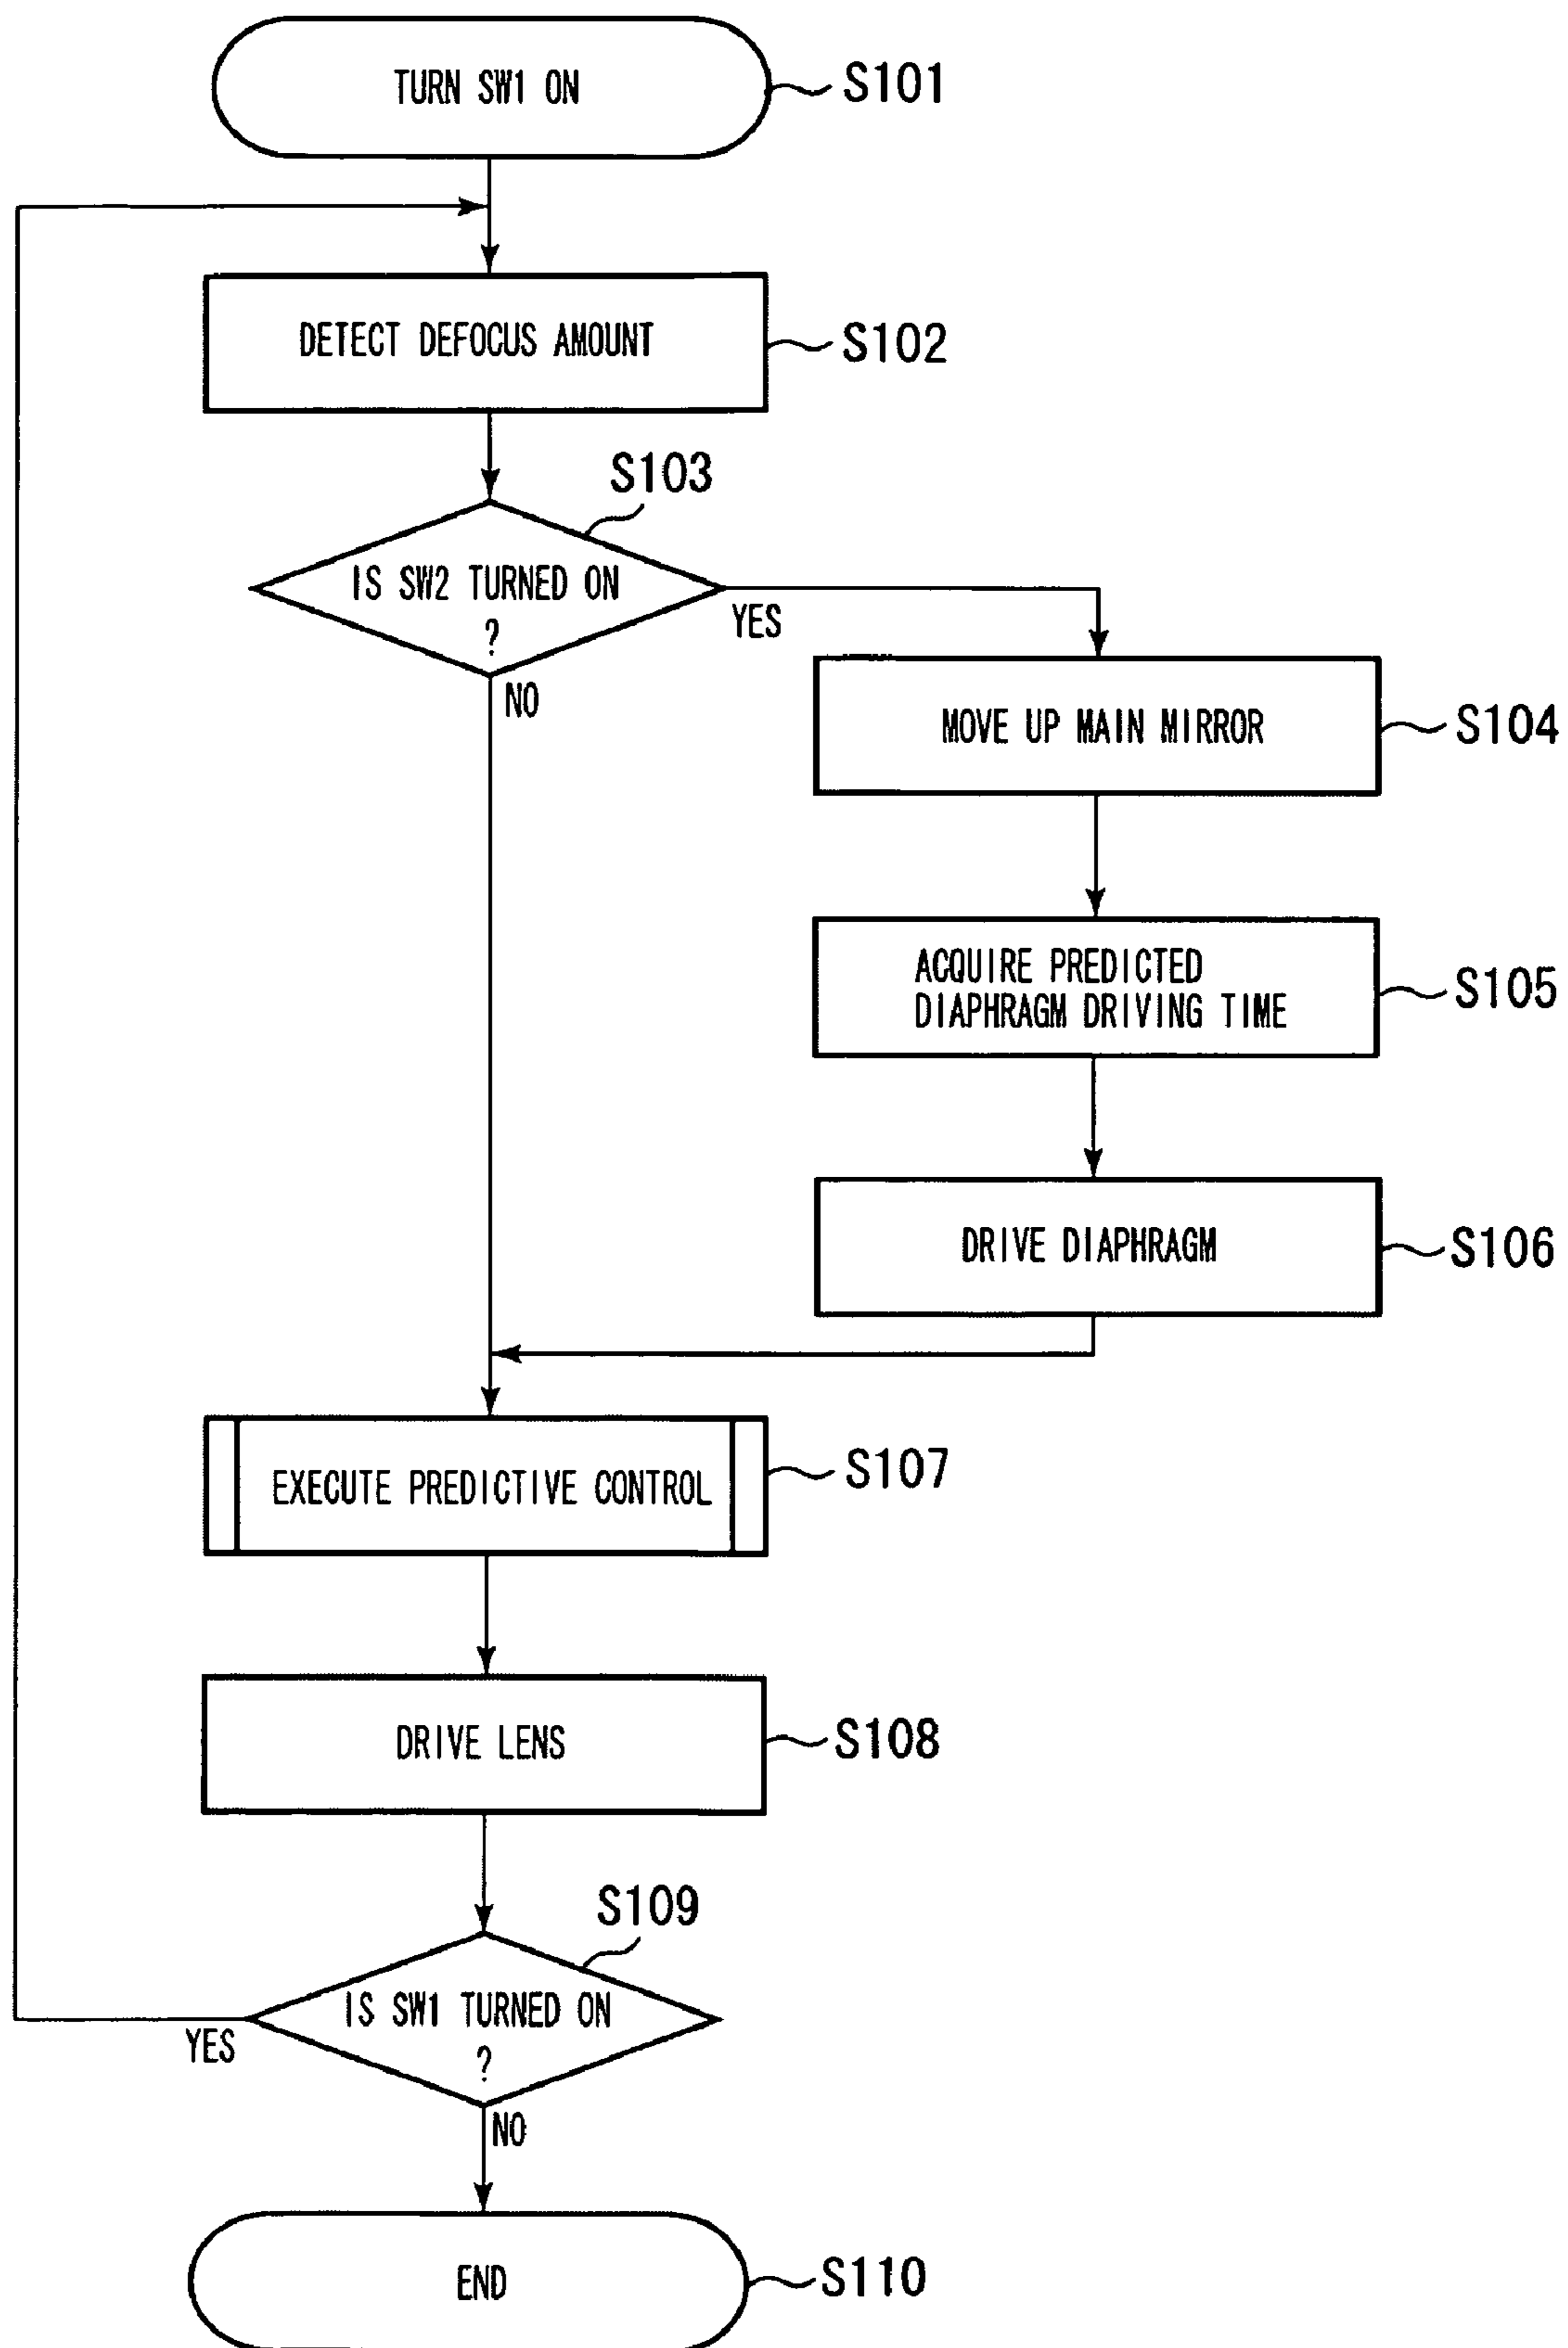 TURN SW1 ON
S101
DETECT DEFOCUS AMOUNT
S102
S103
IS SW2 TURNED ON
?
YES
NO
MOVE UP MAIN MIRROR
S104
ACQUIRE PREDICTED
DIAPHRAGM DRIVING TIME
S105
DRIVE DIAPHRAGM
S106
EXECUTE PREDICTIVE CONTROL
S107
DRIVE LENS
S108
S109
IS SW1 TURNED ON
?
YES
NO
END
S110